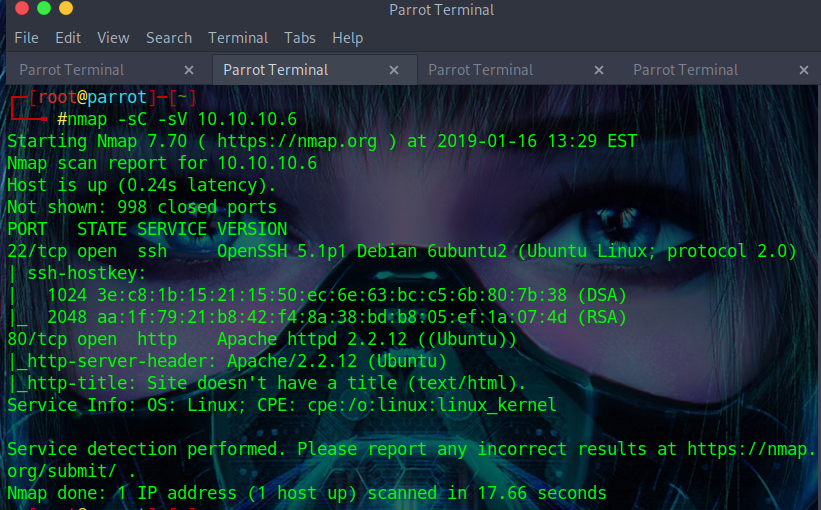 Parrot Terminal
File Edit View Search Terminal Tabs Help
Parrot Terminal × Parrot Terminal × Parrot Terminal × Parrot Terminal ×
┌─[root@parrot]─[~]
└──╼ #nmap -sC -sV 10.10.10.6
Starting Nmap 7.70 ( https://nmap.org ) at 2019-01-16 13:29 EST
Nmap scan report for 10.10.10.6
Host is up (0.24s latency).
Not shown: 998 closed ports
PORT   STATE SERVICE VERSION
22/tcp open  ssh     OpenSSH 5.1p1 Debian 6ubuntu2 (Ubuntu Linux; protocol 2.0)
| ssh-hostkey:
|   1024 3e:c8:1b:15:21:15:50:ec:6e:63:bc:c5:6b:80:7b:38 (DSA)
|_  2048 aa:1f:79:21:b8:42:f4:8a:38:bd:b8:05:ef:1a:07:4d (RSA)
80/tcp open  http    Apache httpd 2.2.12 ((Ubuntu))
|_http-server-header: Apache/2.2.12 (Ubuntu)
|_http-title: Site doesn't have a title (text/html).
Service Info: OS: Linux; CPE: cpe:/o:linux:linux_kernel
Service detection performed. Please report any incorrect results at https://nmap.
org/submit/ .
Nmap done: 1 IP address (1 host up) scanned in 17.66 seconds